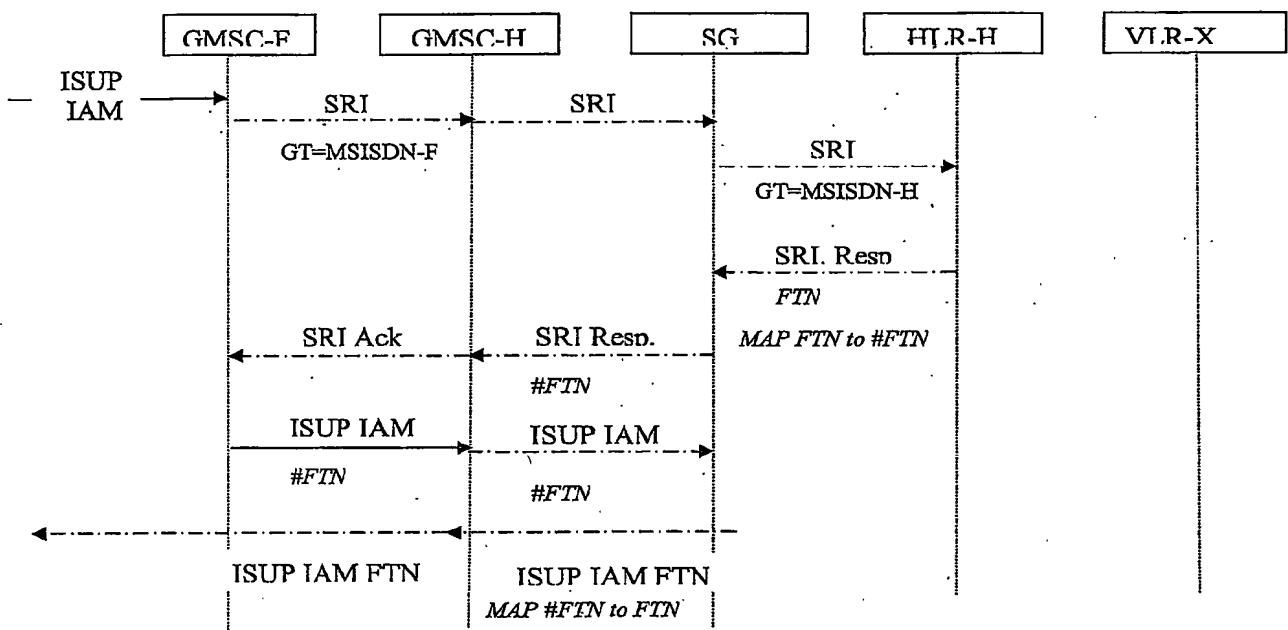 GMSC-F GMSC-H SG HLR-H VLR-X
ISUP
IAM
SRI SRI
GT=MSISDN-F
SRI
GT=MSISDN-H
SRI. Resp
FTN
SRI Ack SRI Resp. MAP FTN to #FTN
#FTN
ISUP IAM ISUP IAM
#FTN
#FTN
ISUP IAM FTN ISUP IAM FTN
MAP #FTN to FTN